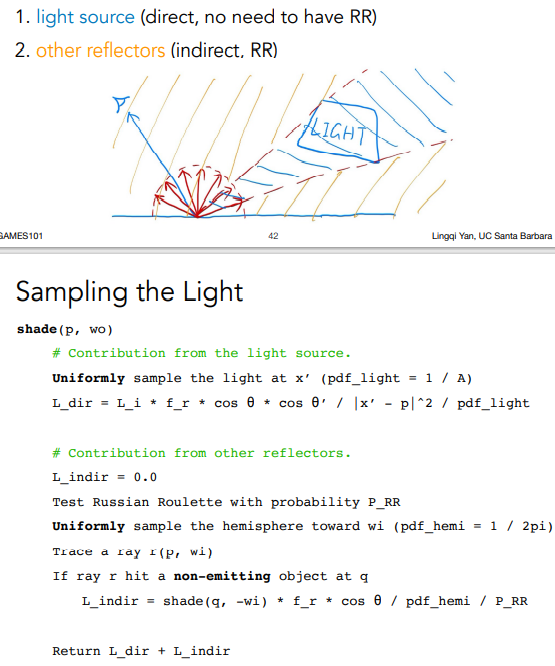 1. light source (direct, no need to have RR)
2. other reflectors (indirect, RR)
LIGHT
GAMES101
42
Lingqi Yan, UC Santa Barbara
Sampling the Light
shade(p, wo)
# Contribution from the light source.
Uniformly sample the light at x’ (pdf_light = 1 / A)
L_dir = L_i * f_r * cos θ * cos θ’ / |x’ - p|^2 / pdf_light
# Contribution from other reflectors.
L_indir = 0.0
Test Russian Roulette with probability P_RR
Uniformly sample the hemisphere toward wi (pdf_hemi = 1 / 2pi)
Trace a ray r(p, wi)
If ray r hit a non-emitting object at q
L_indir = shade(q, -wi) * f_r * cos θ / pdf_hemi / P_RR
Return L_dir + L_indir